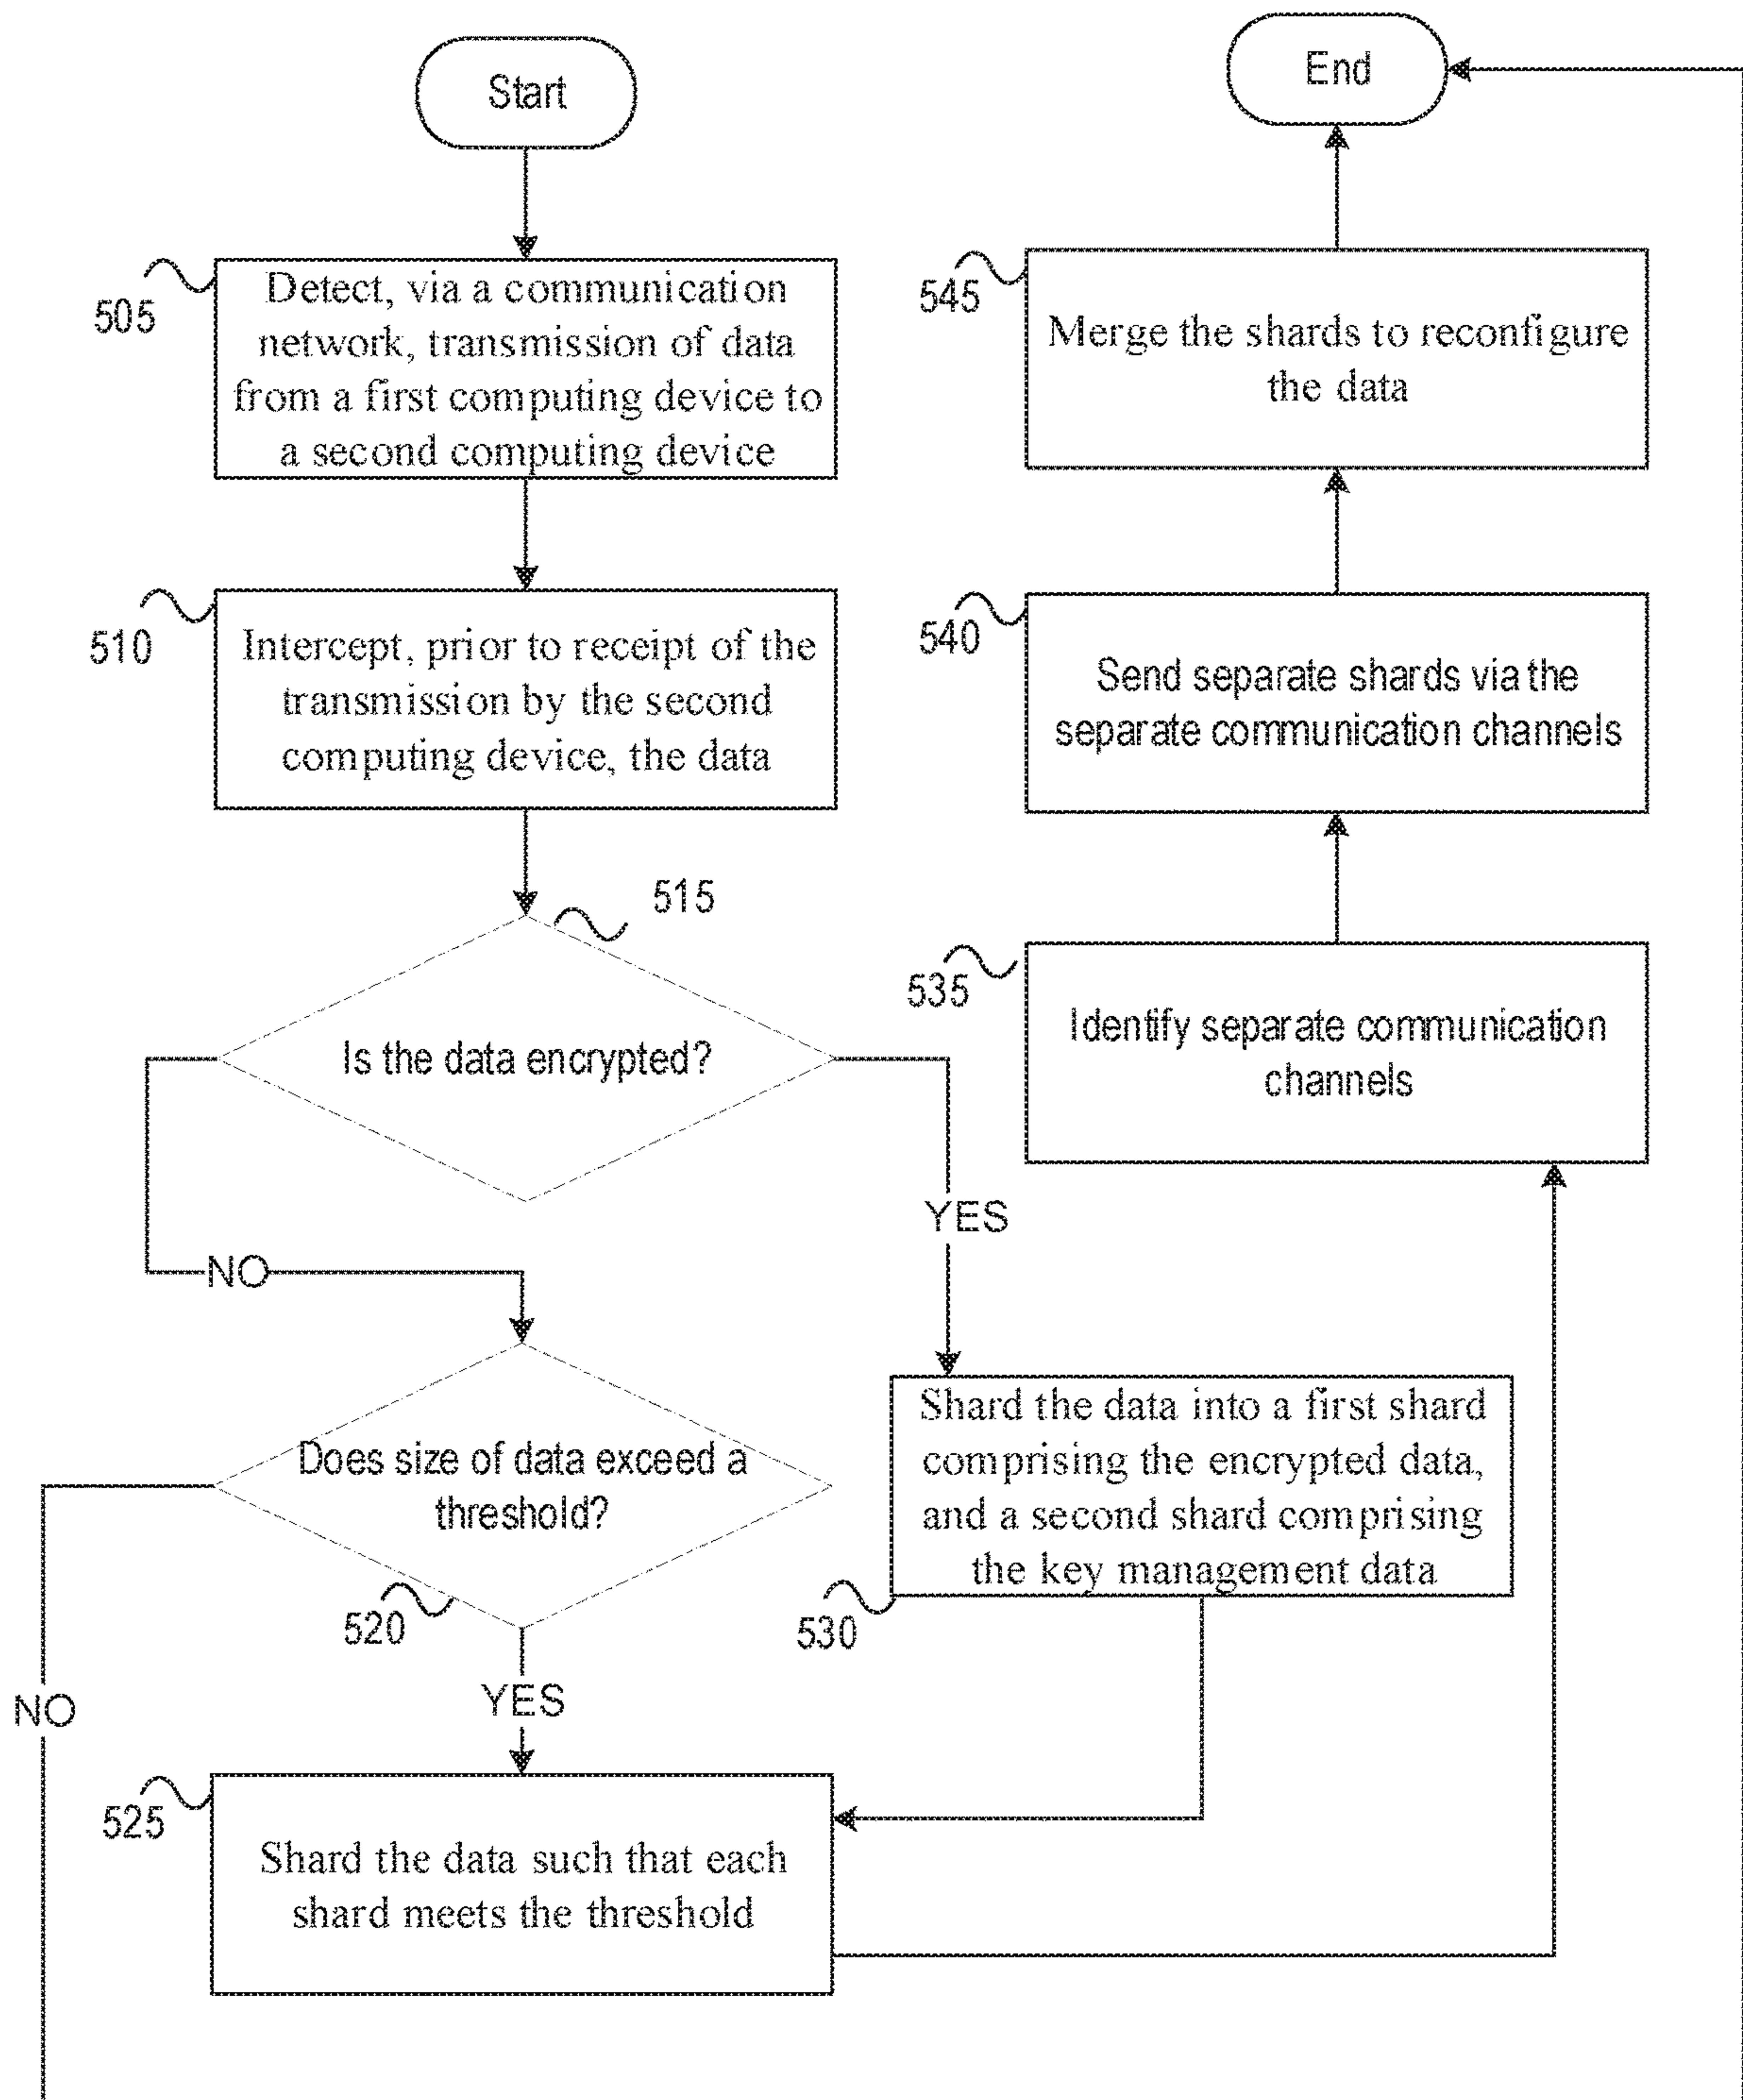 Start
505
Detect, via a communication
network, transmission of data
from a first computing device to
a second computing device
510
Intercept, prior to receipt of the
transmission by the second
computing device, the data
515
Is the data encrypted?
NO
YES
Does size of data exceed a
threshold?
520
NO
YES
525
Shard the data such that each
shard meets the threshold
530
Shard the data into a first shard
comprising the encrypted data,
and a second shard comprising
the key management data
535
Identify separate communication
channels
540
Send separate shards via the
separate communication channels
545
Merge the shards to reconfigure
the data
End